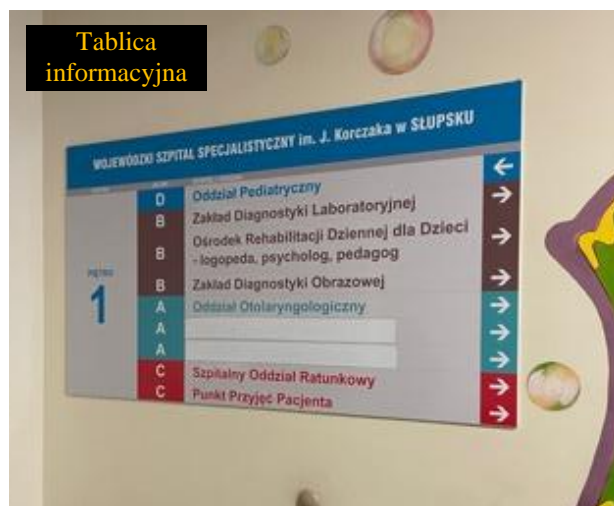 Tablica
informacyjna
WOJEWÓDZKI SZPITAL SPECJALISTYCZNY im. J. Korczaka w SŁUPSKU
←
D Oddział Pediatryczny →
B Zakład Diagnostyki Laboratoryjnej
B Ośrodek Rehabilitacji Dziennej dla Dzieci →
- logopeda, psycholog, pedagog
B Zakład Diagnostyki Obrazowej →
PIĘTRO
1
A Oddział Otolaryngologiczny →
A →
A →
C Szpitalny Oddział Ratunkowy →
C Punkt Przyjęć Pacjenta →